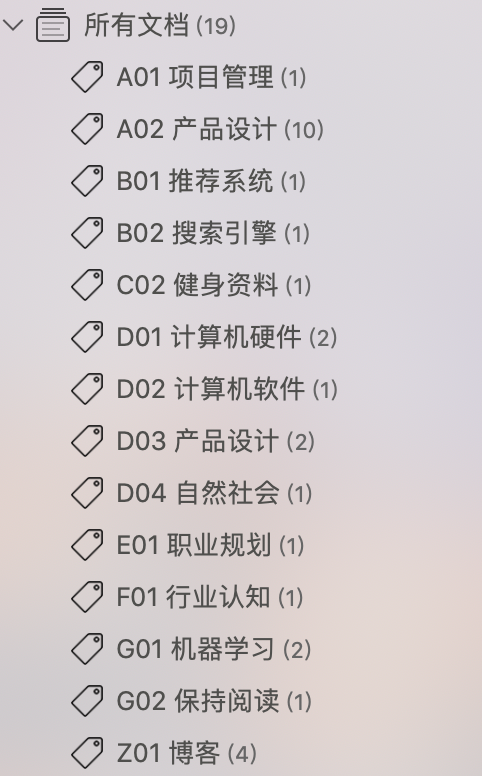 所有文档 (19)
A01 项目管理 (1)
A02 产品设计 (10)
B01 推荐系统 (1)
B02 搜索引擎 (1)
C02 健身资料 (1)
D01 计算机硬件 (2)
D02 计算机软件 (1)
D03 产品设计 (2)
D04 自然社会 (1)
E01 职业规划 (1)
F01 行业认知 (1)
G01 机器学习 (2)
G02 保持阅读 (1)
Z01 博客 (4)